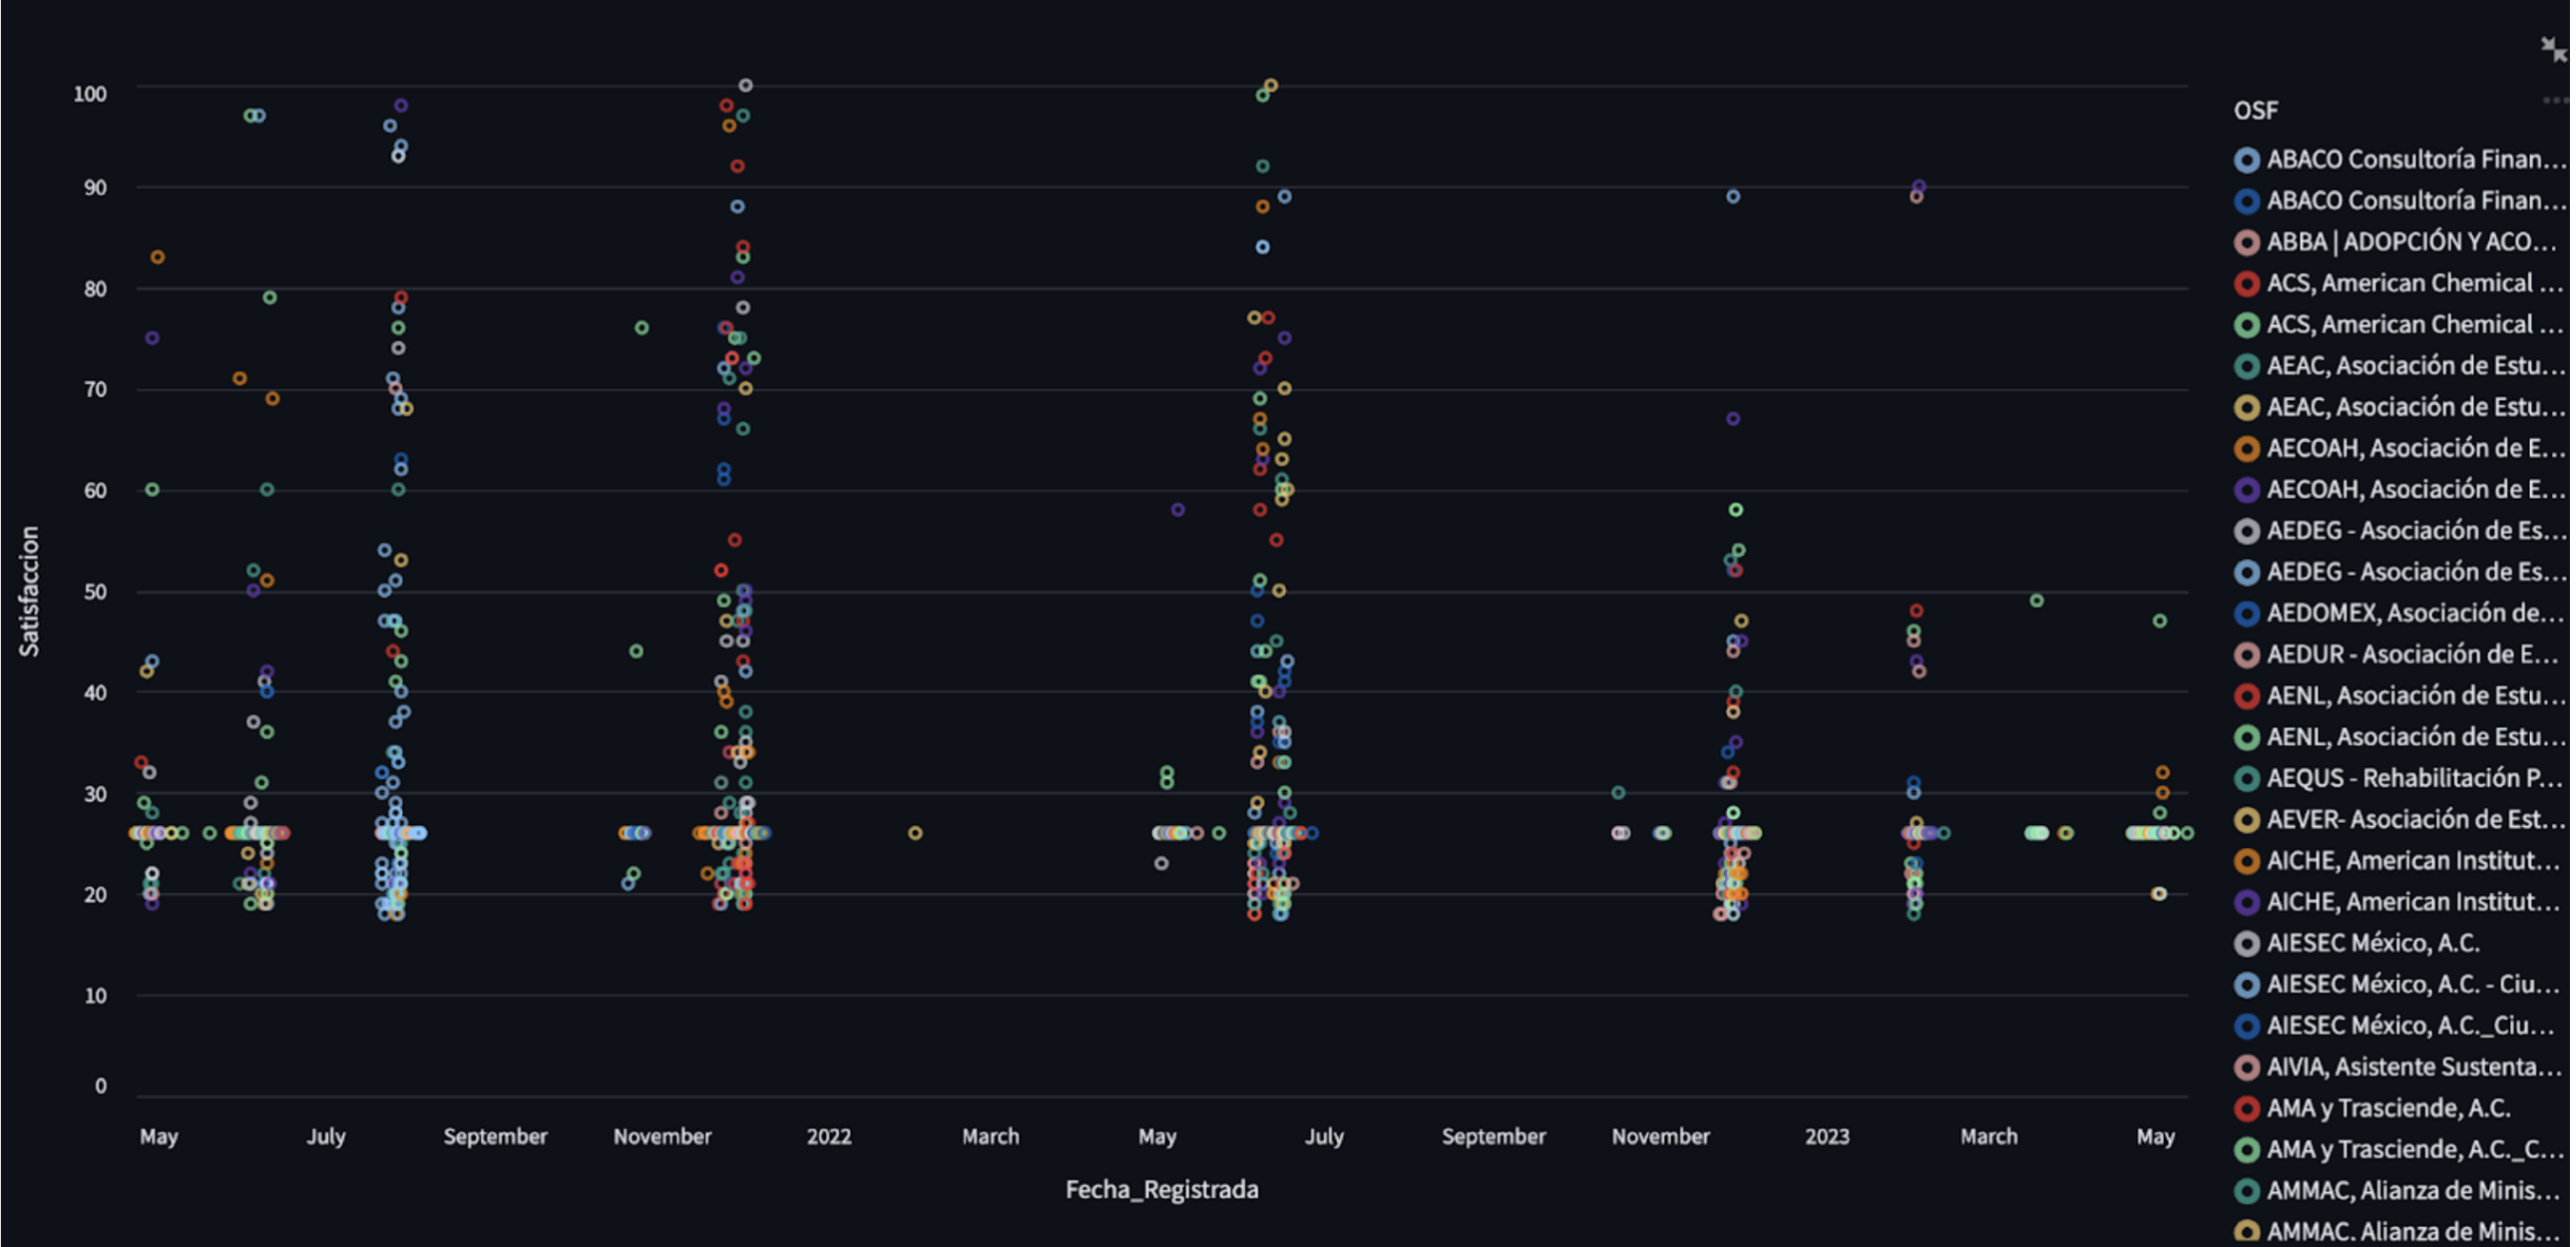 100
90
80
70
60
50
40
30
20
10
0
Satisfaccion
May
July
September
November
2022
March
May
July
September
November
2023
March
May
Fecha_Registrada
OSF
ABACO Consultoría Finan...
ABACO Consultoría Finan...
ABBA | ADOPCIÓN Y ACO...
ACS, American Chemical ...
ACS, American Chemical ...
AEAC, Asociación de Estu...
AEAC, Asociación de Estu...
AECOAH, Asociación de E...
AECOAH, Asociación de E...
AEDEG - Asociación de Es...
AEDEG - Asociación de Es...
AEDOMEX, Asociación de...
AEDUR - Asociación de E...
AENL, Asociación de Estu...
AENL, Asociación de Estu...
AEQUS - Rehabilitación P...
AEVER- Asociación de Est...
AICHE, American Institut...
AICHE, American Institut...
AIESEC México, A.C.
AIESEC México, A.C. - Ciu...
AIESEC México, A.C._Ciu...
AIVIA, Asistente Sustenta...
AMA y Trasciende, A.C.
AMA y Trasciende, A.C._C...
AMMAC, Alianza de Minis...
AMMAC. Alianza de Minis...